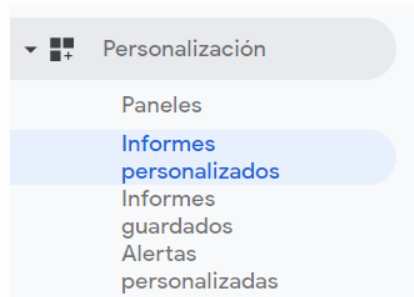 Personalización
Paneles
Informes
personalizados
Informes
guardados
Alertas
personalizadas